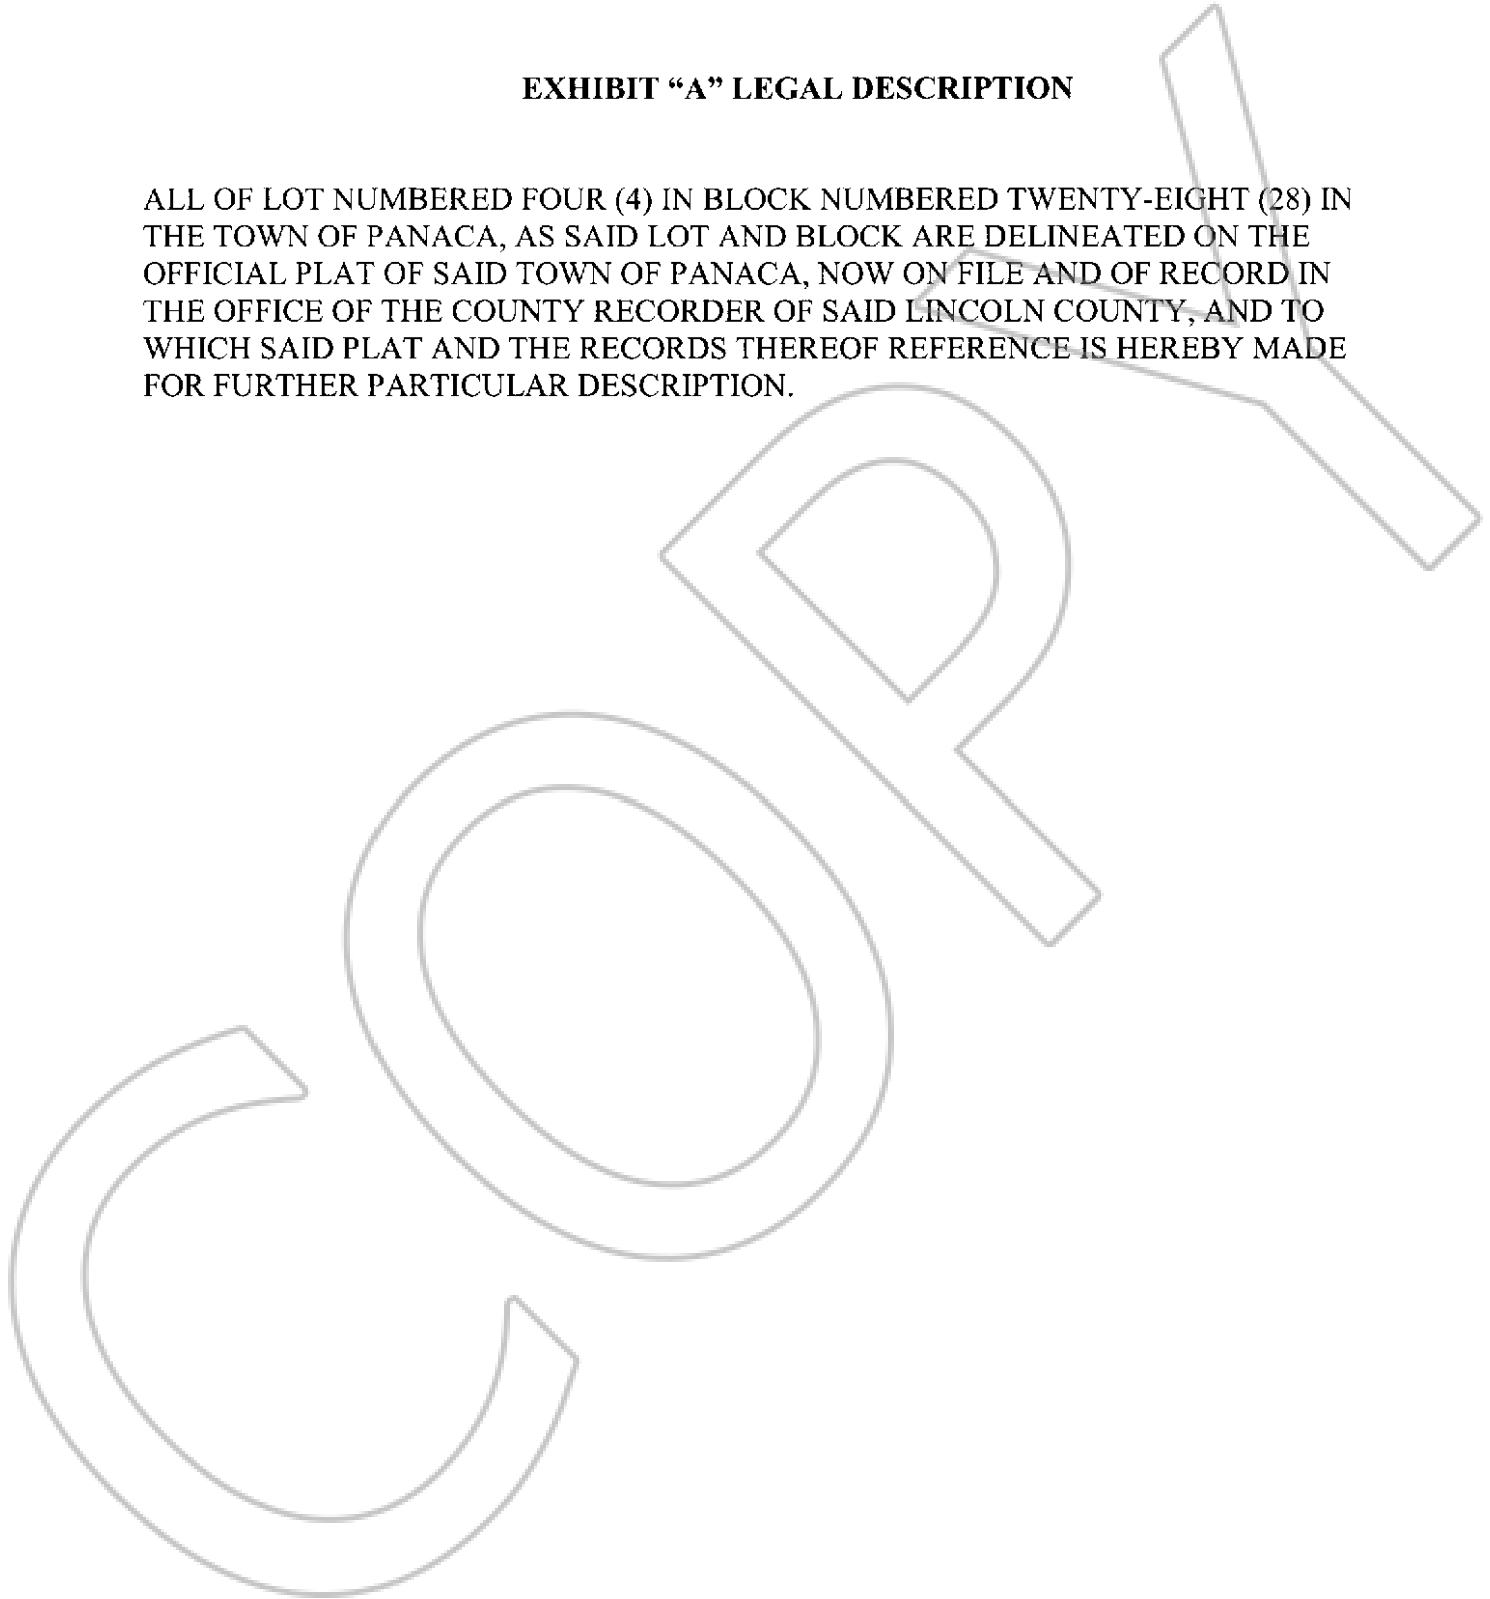 EXHIBIT “A” LEGAL DESCRIPTION
ALL OF LOT NUMBERED FOUR (4) IN BLOCK NUMBERED TWENTY-EIGHT (28) IN
THE TOWN OF PANACA, AS SAID LOT AND BLOCK ARE DELINEATED ON THE
OFFICIAL PLAT OF SAID TOWN OF PANACA, NOW ON FILE AND OF RECORD IN
THE OFFICE OF THE COUNTY RECORDER OF SAID LINCOLN COUNTY, AND TO
WHICH SAID PLAT AND THE RECORDS THEREOF REFERENCE IS HEREBY MADE
FOR FURTHER PARTICULAR DESCRIPTION.
COPY